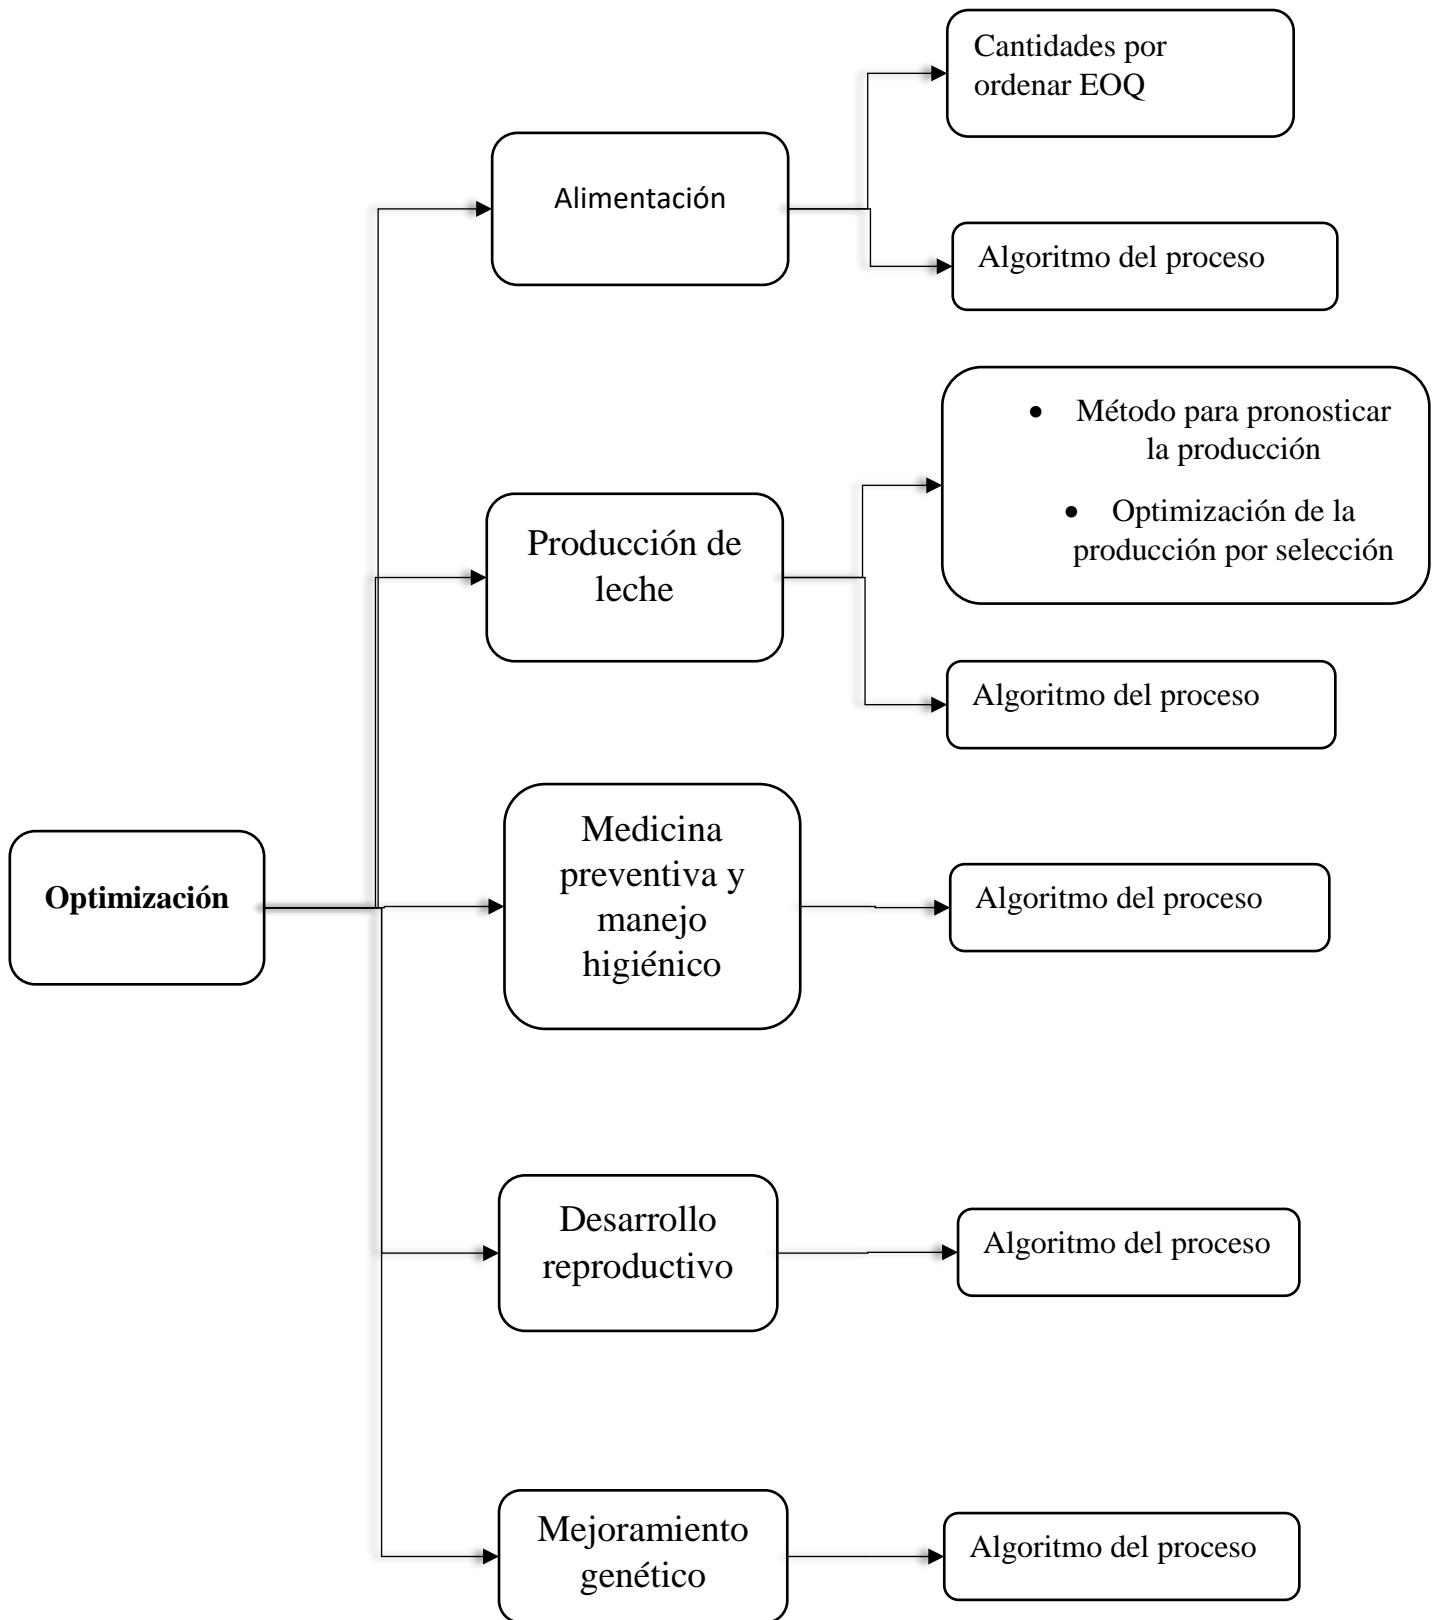 Cantidades por
ordenar EOQ
Alimentación
Algoritmo del proceso
• Método para pronosticar
la producción
• Optimización de la
producción por selección
Producción de
leche
Algoritmo del proceso
Medicina
preventiva y
manejo
higiénico
Algoritmo del proceso
Optimización
Desarrollo
reproductivo
Algoritmo del proceso
Mejoramiento
genético
Algoritmo del proceso